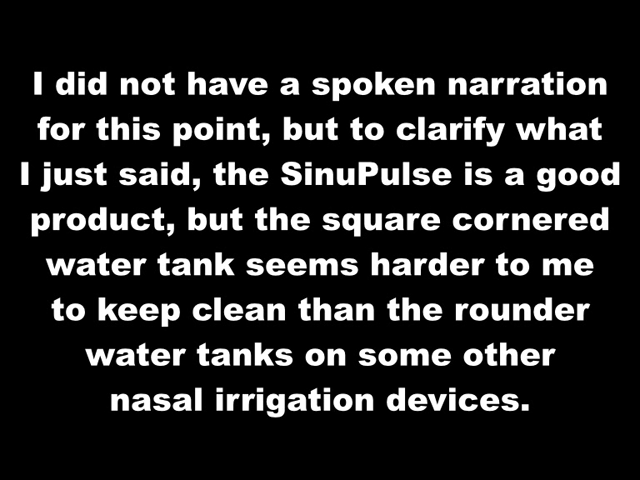 I did not have a spoken narration
for this point, but to clarify what
I just said, the SinuPulse is a good
product, but the square cornered
water tank seems harder to me
to keep clean than the rounder
water tanks on some other
nasal irrigation devices.